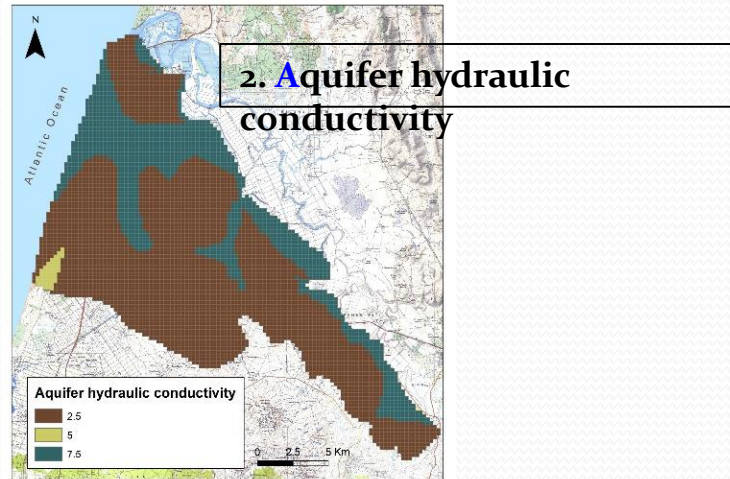 N
2. Aquifer hydraulic
conductivity
Atlantic Ocean
Aquifer hydraulic conductivity
2.5
5
7.5
0 2.5 5 Km